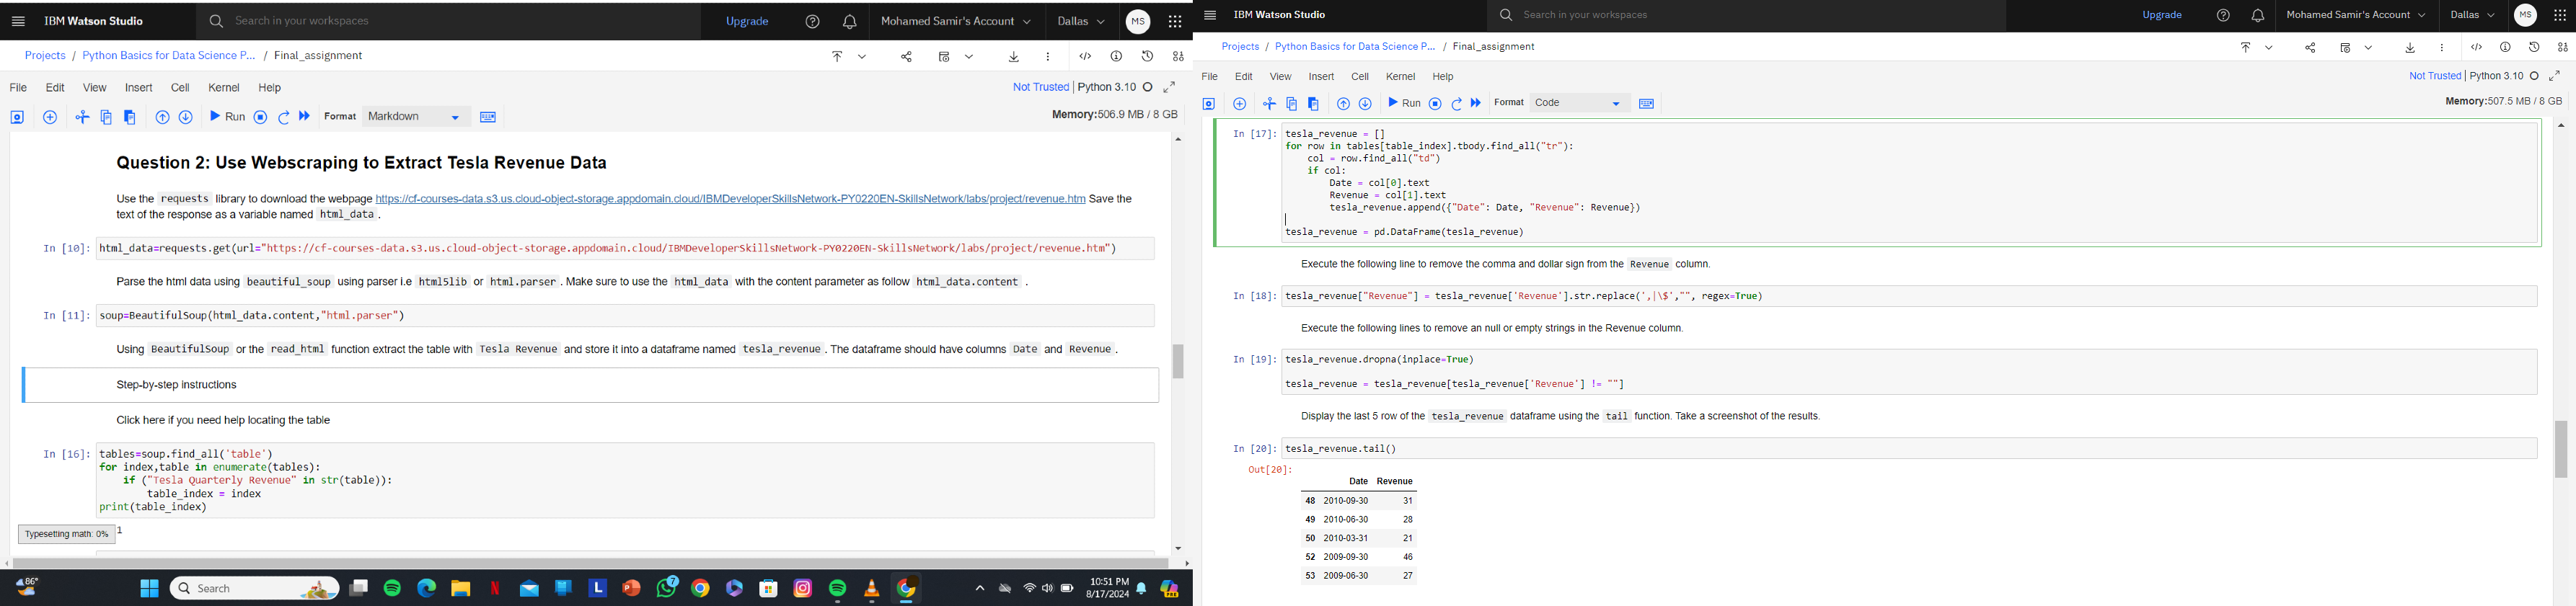 IBM Watson Studio
Search in your workspaces
Upgrade
Mohamed Samir's Account
Dallas
MS
Projects / Python Basics for Data Science P... / Final_assignment
File Edit View Insert Cell Kernel Help
Not Trusted | Python 3.10
Run
Format
Markdown
Memory:506.9 MB / 8 GB
Question 2: Use Webscraping to Extract Tesla Revenue Data
Use the requests library to download the webpage https://cf-courses-data.s3.us.cloud-object-storage.appdomain.cloud/IBMDeveloperSkillsNetwork-PY0220EN-SkillsNetwork/labs/project/revenue.htm Save the
text of the response as a variable named html_data .
In [10]: html_data=requests.get(url="https://cf-courses-data.s3.us.cloud-object-storage.appdomain.cloud/IBMDeveloperSkillsNetwork-PY0220EN-SkillsNetwork/labs/project/revenue.htm")
Parse the html data using beautiful_soup using parser i.e html5lib or html.parser . Make sure to use the html_data with the content parameter as follow html_data.content .
In [11]: soup=BeautifulSoup(html_data.content,"html.parser")
Using BeautifulSoup or the read_html function extract the table with Tesla Revenue and store it into a dataframe named tesla_revenue . The dataframe should have columns Date and Revenue .
Step-by-step instructions
Click here if you need help locating the table
In [16]: tables=soup.find_all('table')
for index,table in enumerate(tables):
if ("Tesla Quarterly Revenue" in str(table)):
table_index = index
print(table_index)
Typesetting math: 0%
1
86°
Search
7
10:51 PM
8/17/2024
IBM Watson Studio
Search in your workspaces
Upgrade
Mohamed Samir's Account
Dallas
MS
Projects / Python Basics for Data Science P... / Final_assignment
File Edit View Insert Cell Kernel Help
Not Trusted | Python 3.10
Run
Format
Code
Memory:507.5 MB / 8 GB
In [17]: tesla_revenue = []
for row in tables[table_index].tbody.find_all("tr"):
col = row.find_all("td")
if col:
Date = col[0].text
Revenue = col[1].text
tesla_revenue.append({"Date": Date, "Revenue": Revenue})
tesla_revenue = pd.DataFrame(tesla_revenue)
Execute the following line to remove the comma and dollar sign from the Revenue column.
In [18]: tesla_revenue["Revenue"] = tesla_revenue['Revenue'].str.replace(',|\$',"", regex=True)
Execute the following lines to remove an null or empty strings in the Revenue column.
In [19]: tesla_revenue.dropna(inplace=True)
tesla_revenue = tesla_revenue[tesla_revenue['Revenue'] != ""]
Display the last 5 row of the tesla_revenue dataframe using the tail function. Take a screenshot of the results.
In [20]: tesla_revenue.tail()
Out[20]:
Date Revenue
48 2010-09-30 31
49 2010-06-30 28
50 2010-03-31 21
52 2009-09-30 46
53 2009-06-30 27